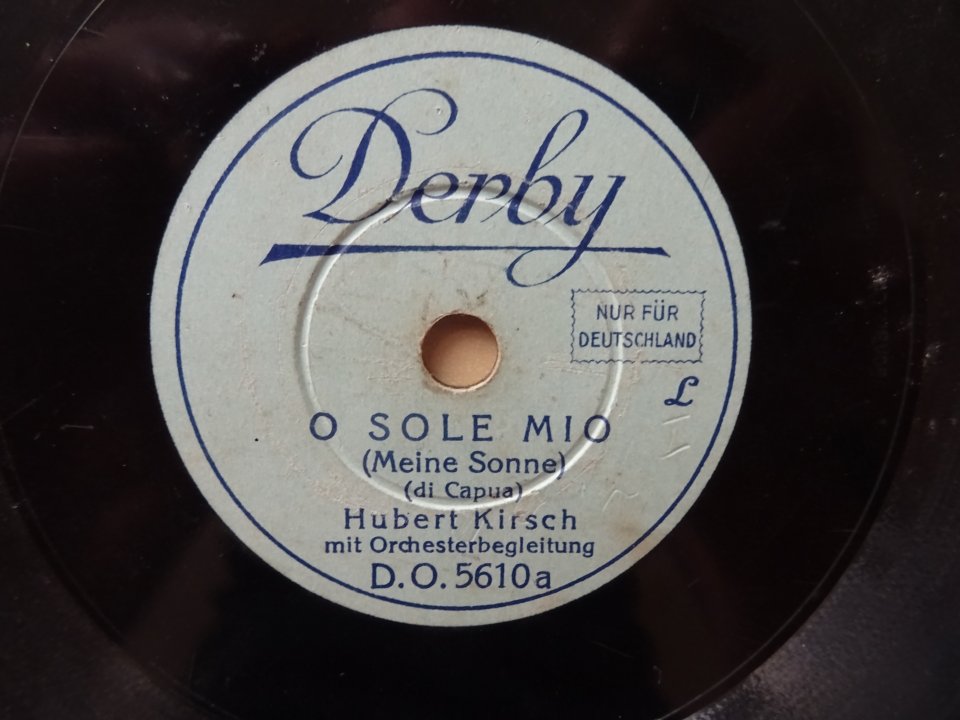 Derby
NUR FÜR
DEUTSCHLAND
L
O SOLE MIO
(Meine Sonne)
(di Capua)
Hubert Kirsch
mit Orchesterbegleitung
D.O. 5610a